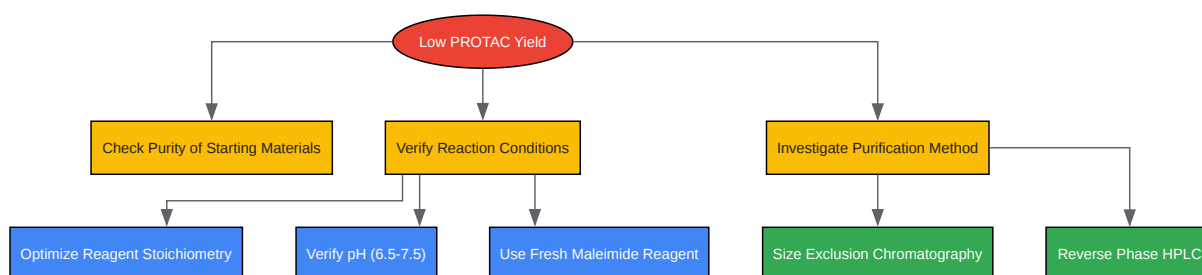 Low PROTAC Yield
Check Purity of Starting Materials
Verify Reaction Conditions
Investigate Purification Method
Optimize Reagent Stoichiometry
Verify pH (6.5-7.5)
Use Fresh Maleimide Reagent
Size Exclusion Chromatography
Reverse Phase HPLC